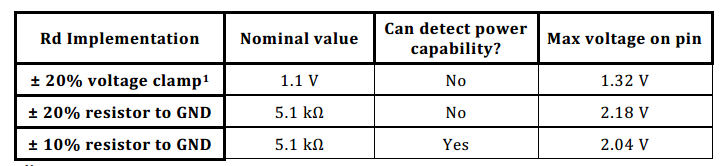 Rd Implementation Nominal value Can detect power capability? Max voltage on pin
± 20% voltage clamp¹ 1.1 V No 1.32 V
± 20% resistor to GND 5.1 kΩ No 2.18 V
± 10% resistor to GND 5.1 kΩ Yes 2.04 V